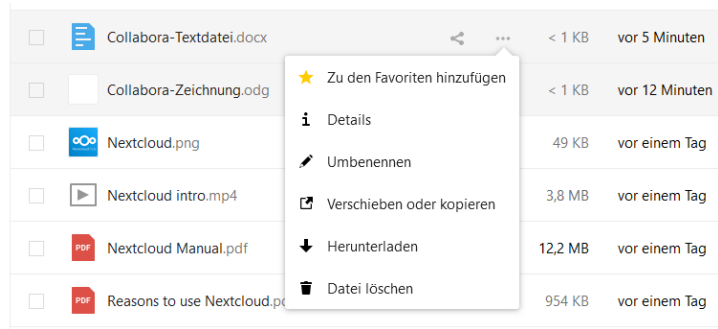 Collabora-Textdatei.docx < 1 KB vor 5 Minuten
Collabora-Zeichnung.odg < 1 KB vor 12 Minuten
Nextcloud.png 49 KB vor einem Tag
Nextcloud intro.mp4 3,8 MB vor einem Tag
PDF Nextcloud Manual.pdf 12,2 MB vor einem Tag
PDF Reasons to use Nextcloud.p 954 KB vor einem Tag
Zu den Favoriten hinzufügen
Details
Umbenennen
Verschieben oder kopieren
Herunterladen
Datei löschen